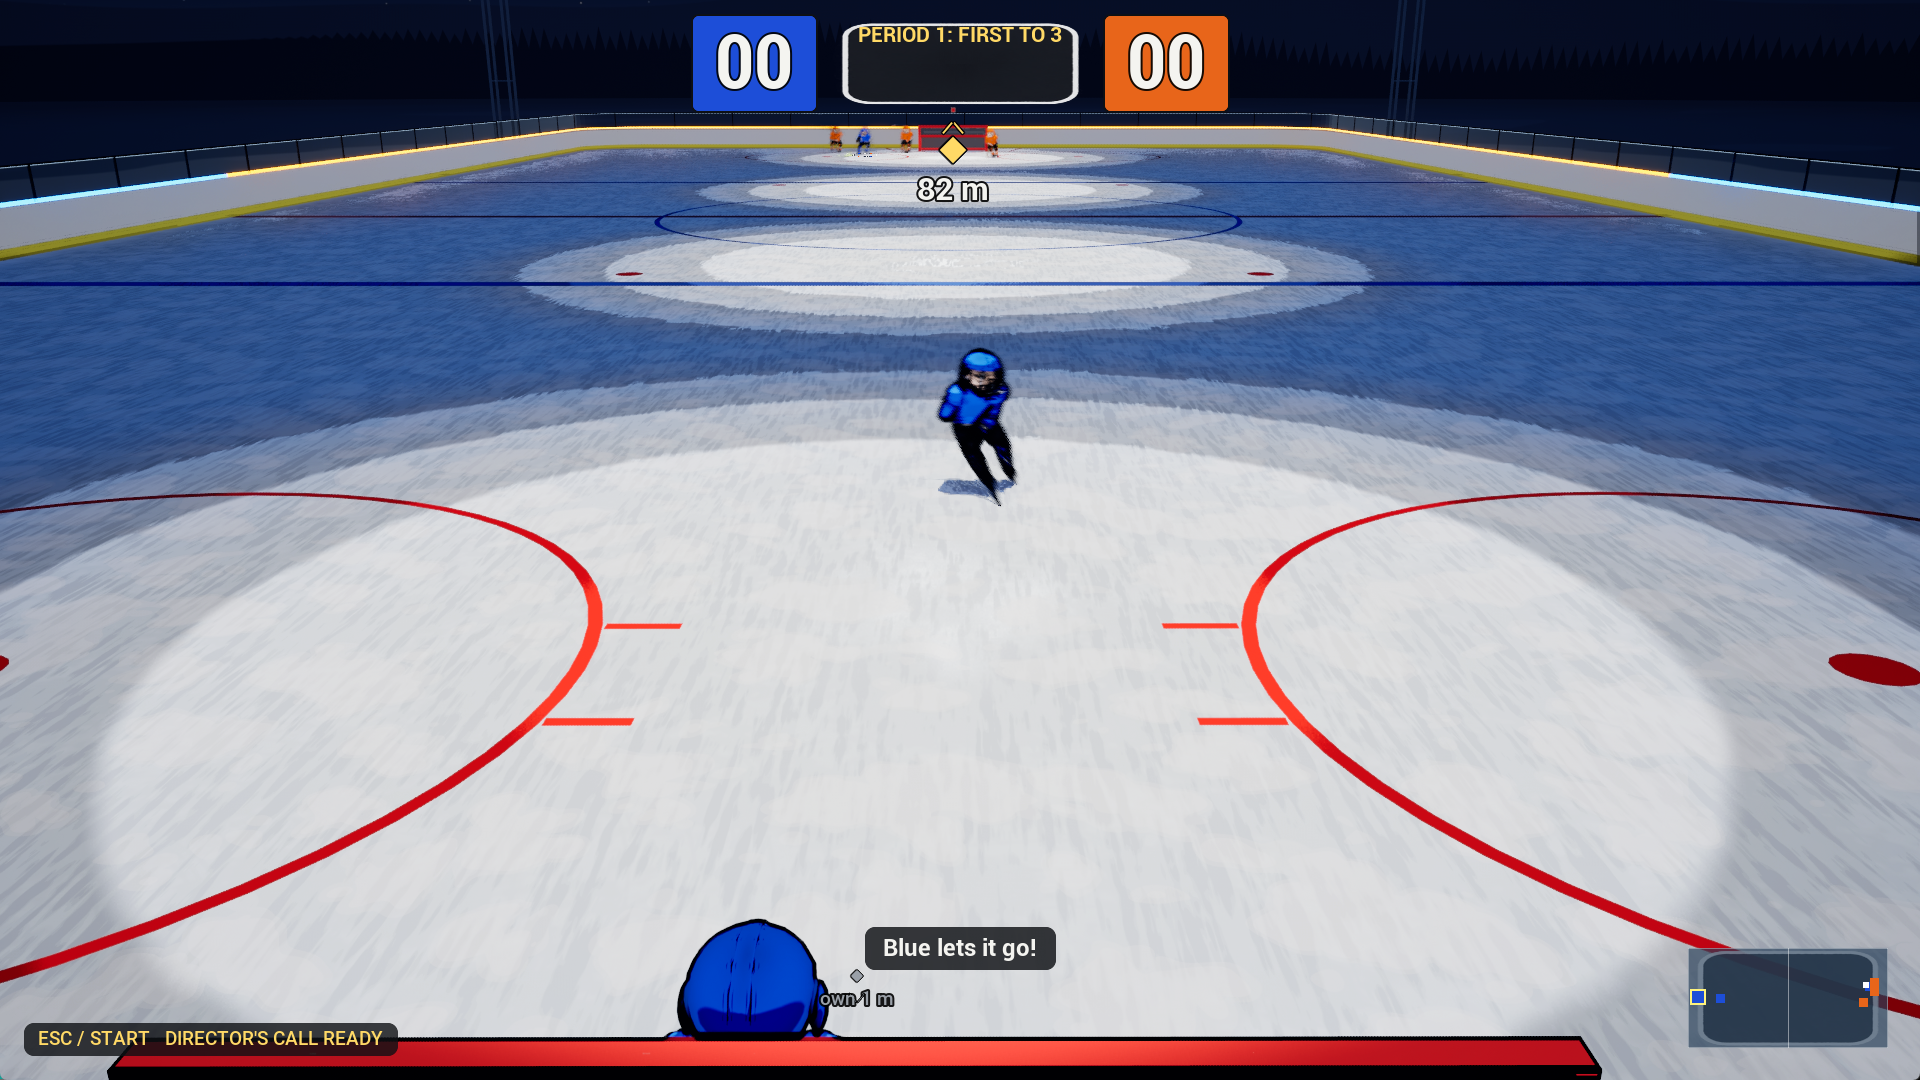 00
PERIOD 1: FIRST TO 3
00
82 m
Blue lets it go!
own 1 m
ESC / START DIRECTOR'S CALL READY